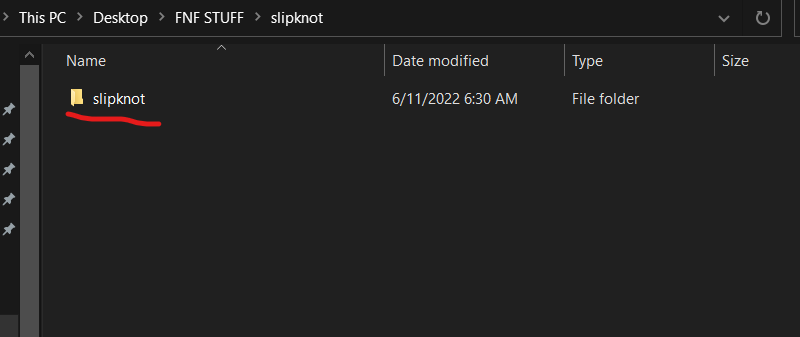 This PC > Desktop > FNF STUFF > slipknot
Name Date modified Type Size
slipknot 6/11/2022 6:30 AM File folder